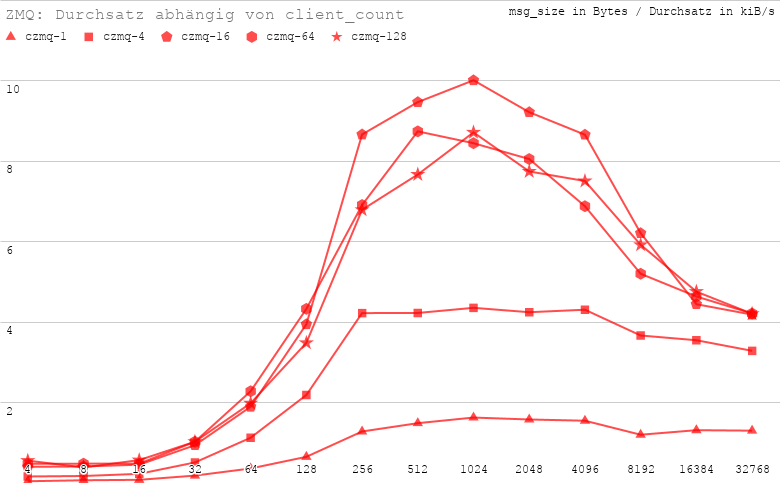 ZMQ: Durchsatz abhängig von client_count
msg_size in Bytes / Durchsatz in kiB/s
czmq-1 czmq-4 czmq-16 czmq-64 czmq-128
10
8
6
4
2
4 8 16 32 64 128 256 512 1024 2048 4096 8192 16384 32768